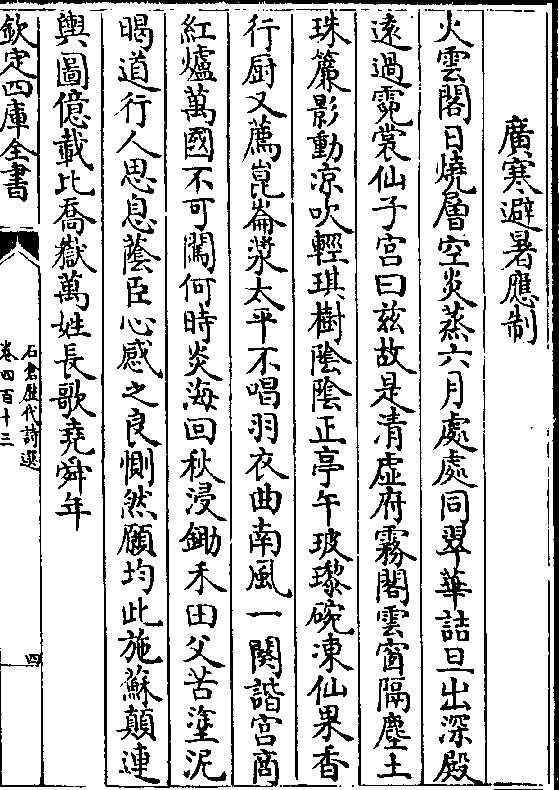 廣寒避暑應制
火雲閣日燒層空炎蒸六月處處同翠華詰旦出深殿
遠過霓裳仙子宮曰兹故是清虛府霧閣雲窗隔塵土
珠簾影動凉吹輕琪樹陰陰正亭午玻瓈碗凍仙果香
行厨又薦崑崙漿太平不唱羽衣曲南風一闋諧宮商
紅爐萬國不可闖何時炎海回秋浸鋤禾田父苦塗泥
暍道行人思息蔭臣心感之良惻然願均此施蘇顛連
輿圖億載比喬嶽萬姓長歌堯舜年
欽定四庫全書
石倉歴代詩選
卷四百十三
四